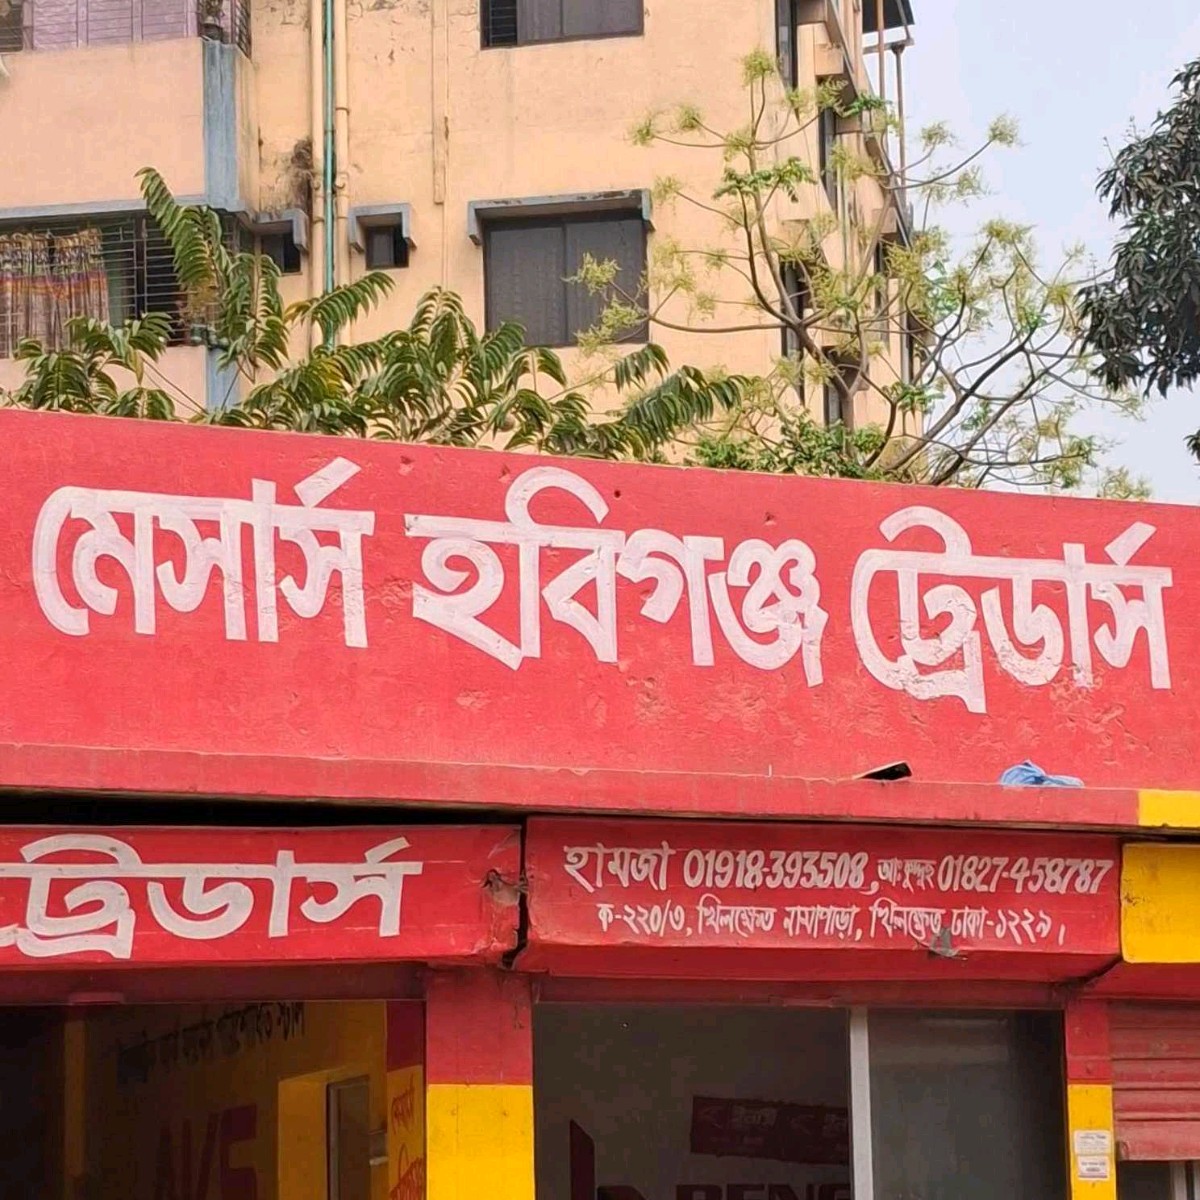 মেসার্স হবিগঞ্জ ট্রেডার্স
ট্রেডার্স
হামজা 01918-393508, আঃ কুদ্দুছ 01827-458787
ক-২২০/৩, খিলক্ষেত নামাপাড়া, খিলক্ষেত ঢাকা-১২২৯।